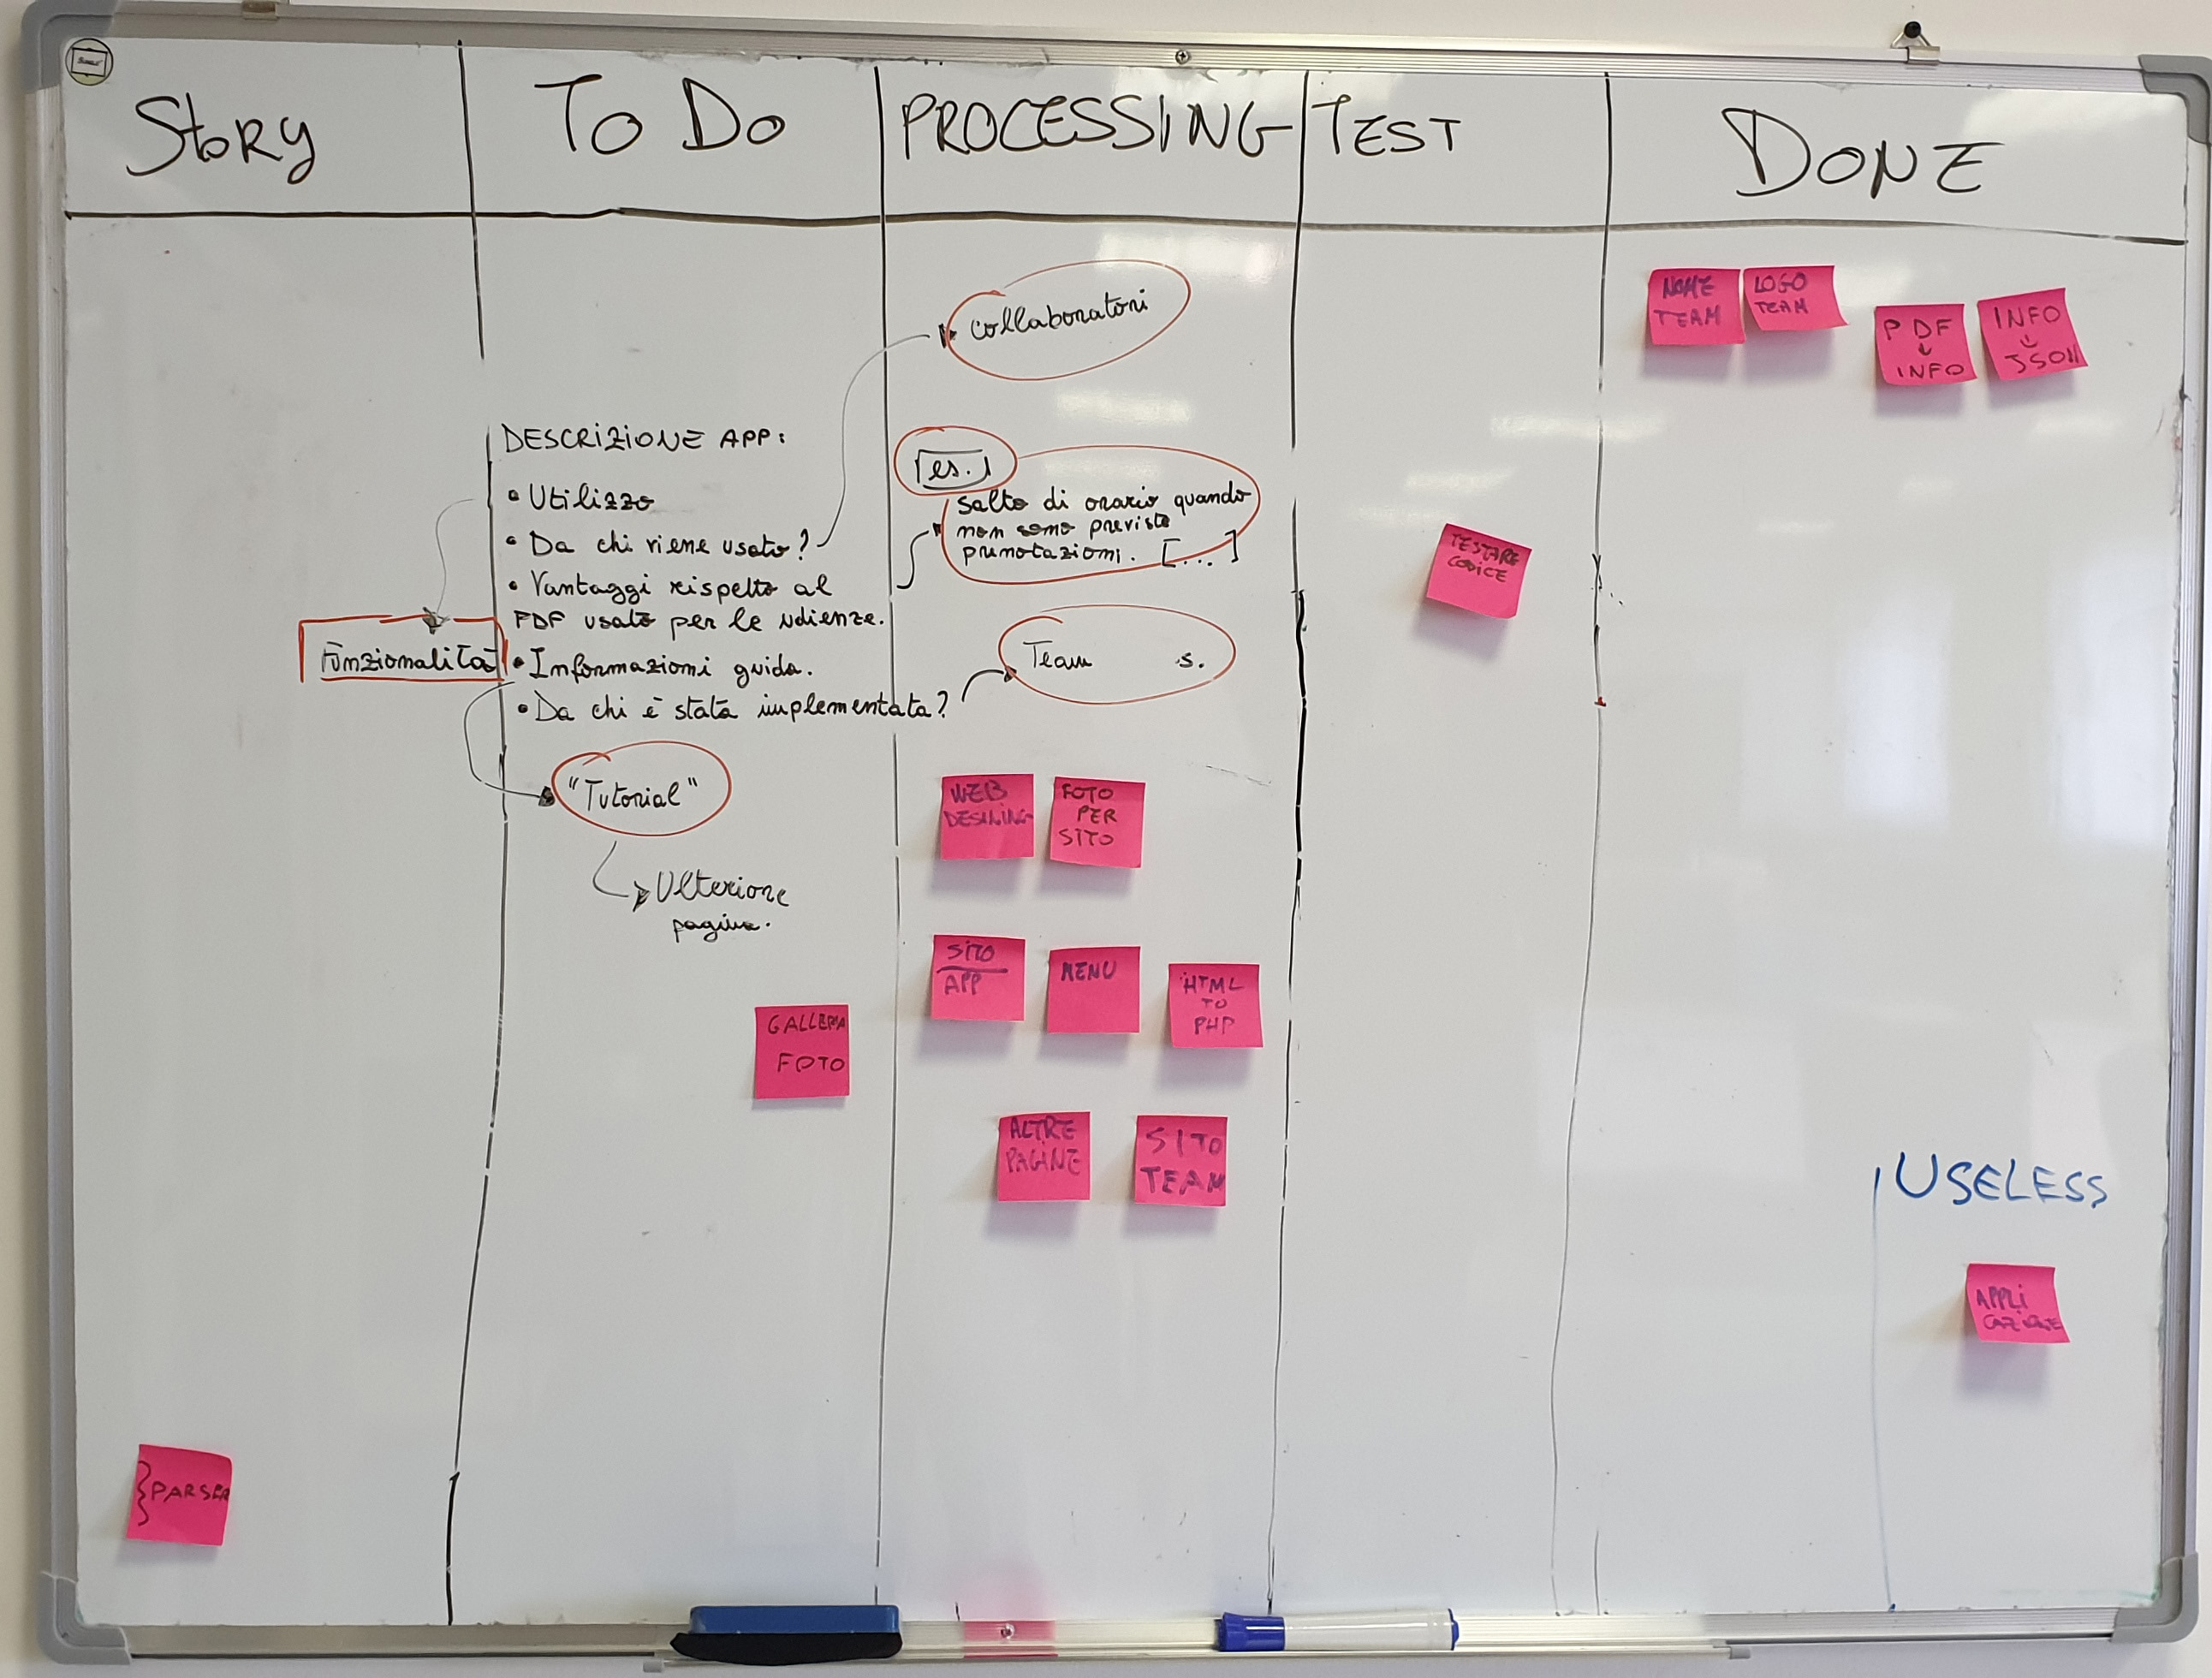 Story
To Do
PROCESSING
TEST
DONE
collaboratori
NOME
TEAM
LOGO
TEAM
PDF
↓
INFO
INFO
↓
JSON
DESCRIZIONE APP:
• Utilizzo
• Da chi viene usato?
• Vantaggi rispetto al
PDF usato per le udienze.
• Informazioni guida.
• Da chi è stata implementata?
Funzionalità
"Tutorial"
Ulteriore
pagina.
es.
salto di orario quando
non sono previste
prenotazioni. [...]
Team s.
TESTARE
CODICE
WEB
DESINING
FOTO
PER
SITO
SITO
APP
MENU
HTML
TO
PHP
GALLERIA
FOTO
ALTRE
PAGINE
SITO
TEAM
USELESS
APPLI
CAZIONE
} PARSER